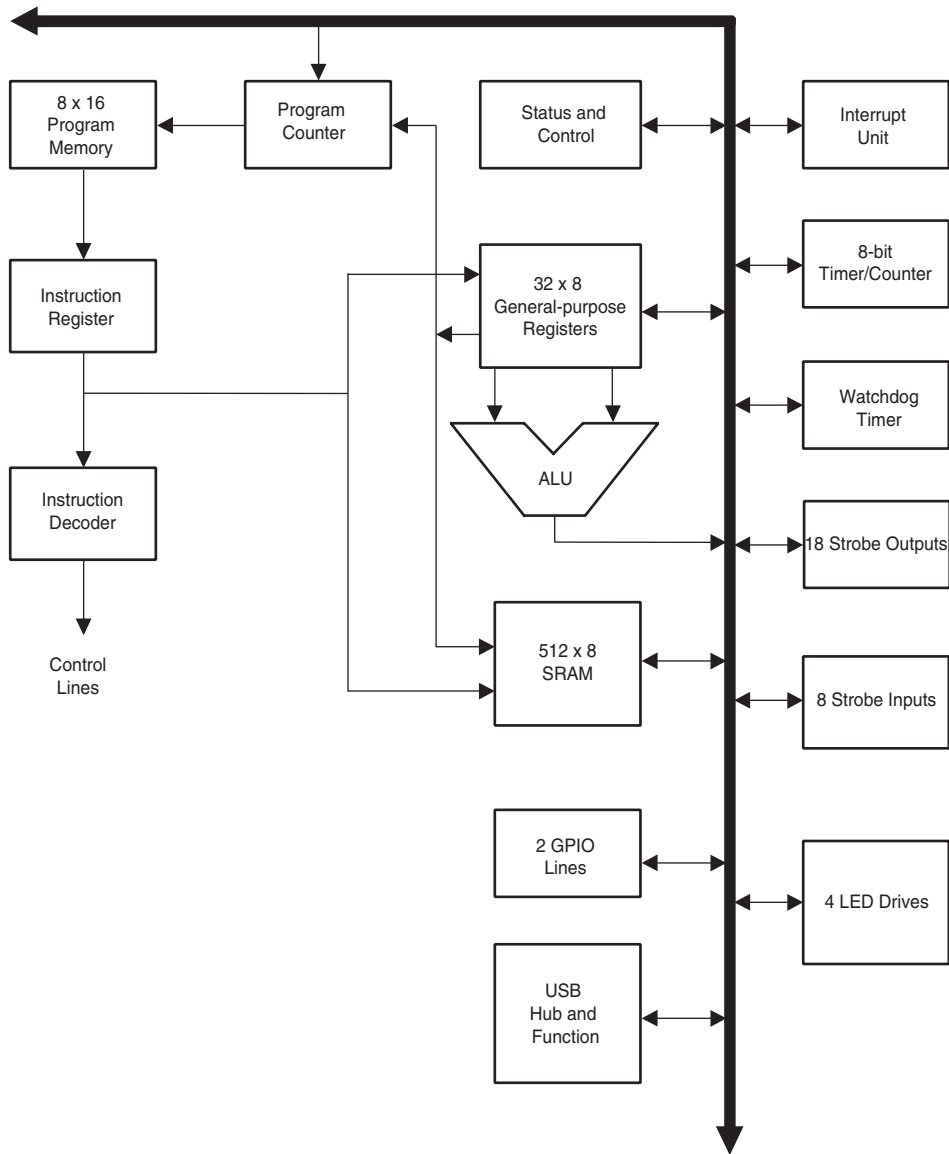 8 x 16
Program
Memory
Program
Counter
Status and
Control
Interrupt
Unit
Instruction
Register
32 x 8
General-purpose
Registers
8-bit
Timer/Counter
Watchdog
Timer
ALU
Instruction
Decoder
18 Strobe Outputs
Control
Lines
512 x 8
SRAM
8 Strobe Inputs
2 GPIO
Lines
4 LED Drives
USB
Hub and
Function